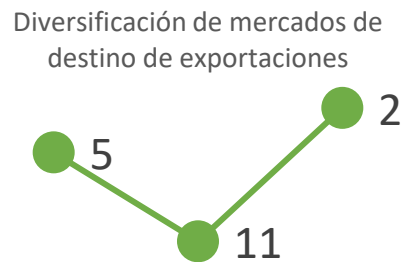 Diversificación de mercados de
destino de exportaciones
2
5
11